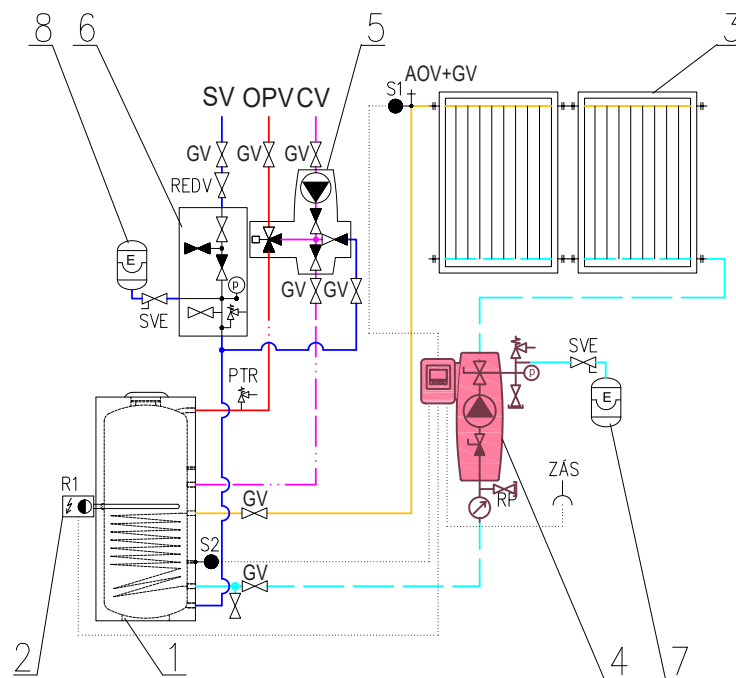 8
6
5
3
AOV+GV
S1
SV OPV CV
GV
GV
GV
REDV
E
p
SVE
GV
GV
SVE
p
E
PTR
ZÁS
R1
GV
RP
S2
GV
2
1
4
7